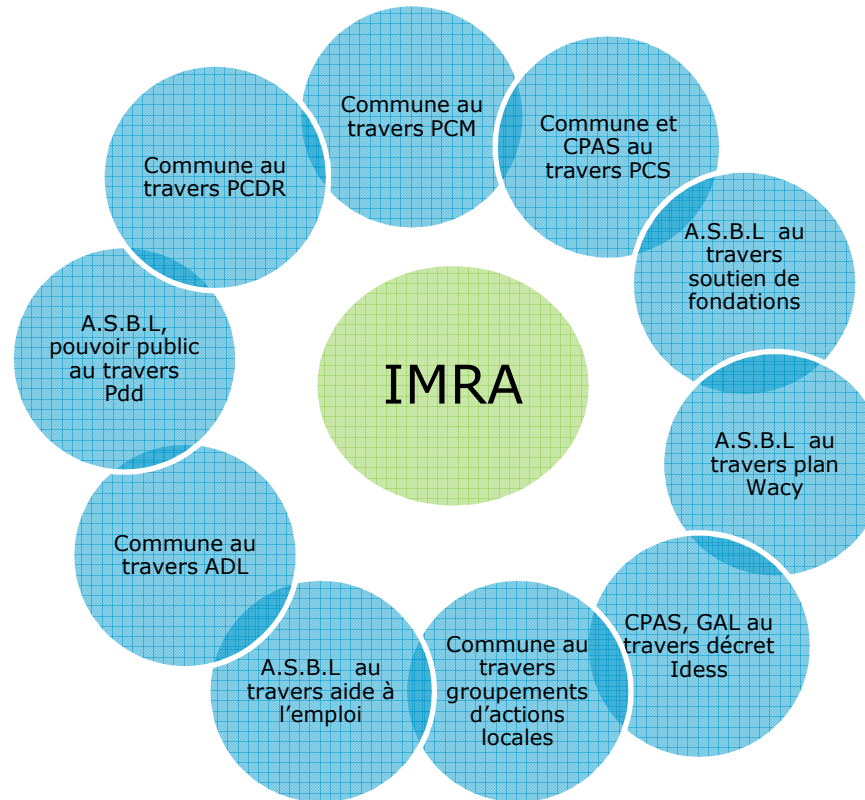 Commune au
travers PCM
Commune et
CPAS au
travers PCS
A.S.B.L au
travers
soutien de
fondations
A.S.B.L au
travers plan
Wacy
CPAS, GAL au
travers décret
Idess
Commune au
travers
groupements
d'actions
locales
A.S.B.L au
travers aide à
l'emploi
Commune au
travers ADL
A.S.B.L,
pouvoir public
au travers
Pdd
Commune au
travers PCDR
IMRA